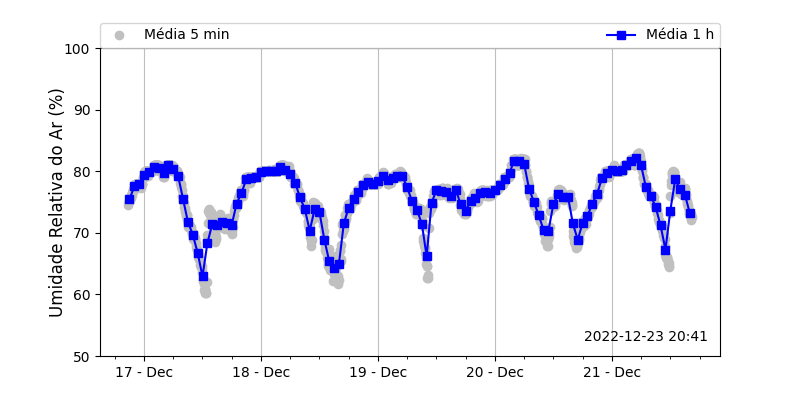 Média 5 min
Média 1 h
Umidade Relativa do Ar (%)
100
90
80
70
60
50
2022-12-23 20:41
17 - Dec
18 - Dec
19 - Dec
20 - Dec
21 - Dec